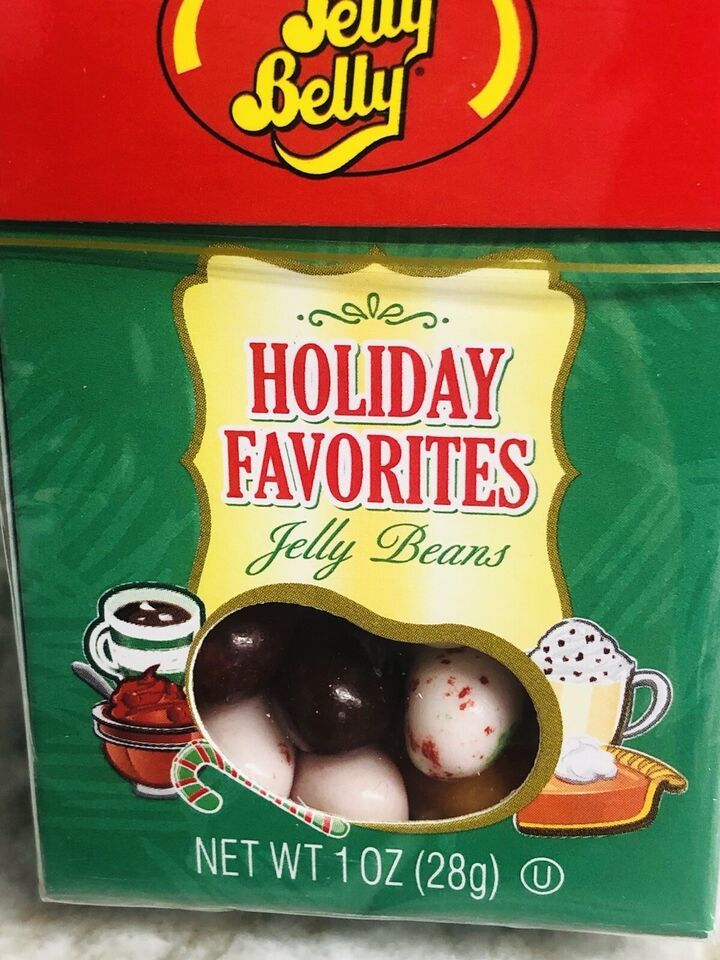 Jelly
Belly®
HOLIDAY
FAVORITES
Jelly Beans
NET WT 1 OZ (28g) Ⓤ